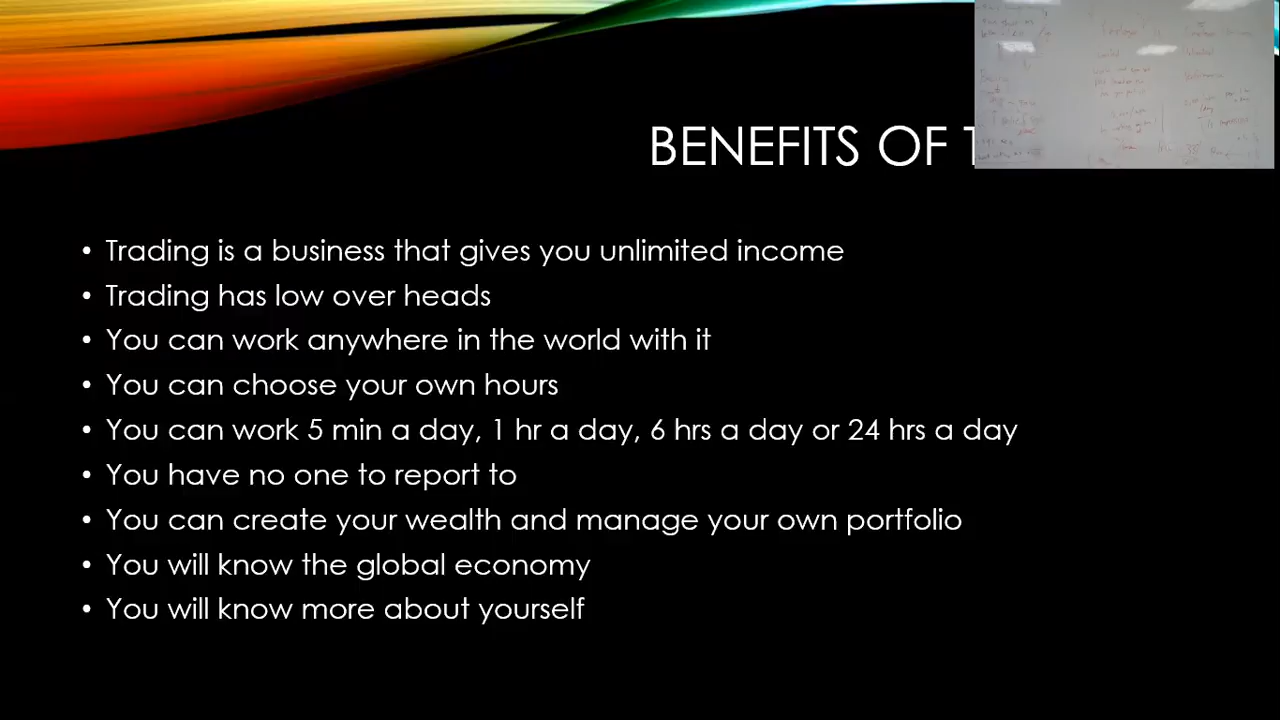 BENEFITS OF
• Trading is a business that gives you unlimited income
• Trading has low over heads
• You can work anywhere in the world with it
• You can choose your own hours
• You can work 5 min a day, 1 hr a day, 6 hrs a day or 24 hrs a day
• You have no one to report to
• You can create your wealth and manage your own portfolio
• You will know the global economy
• You will know more about yourself